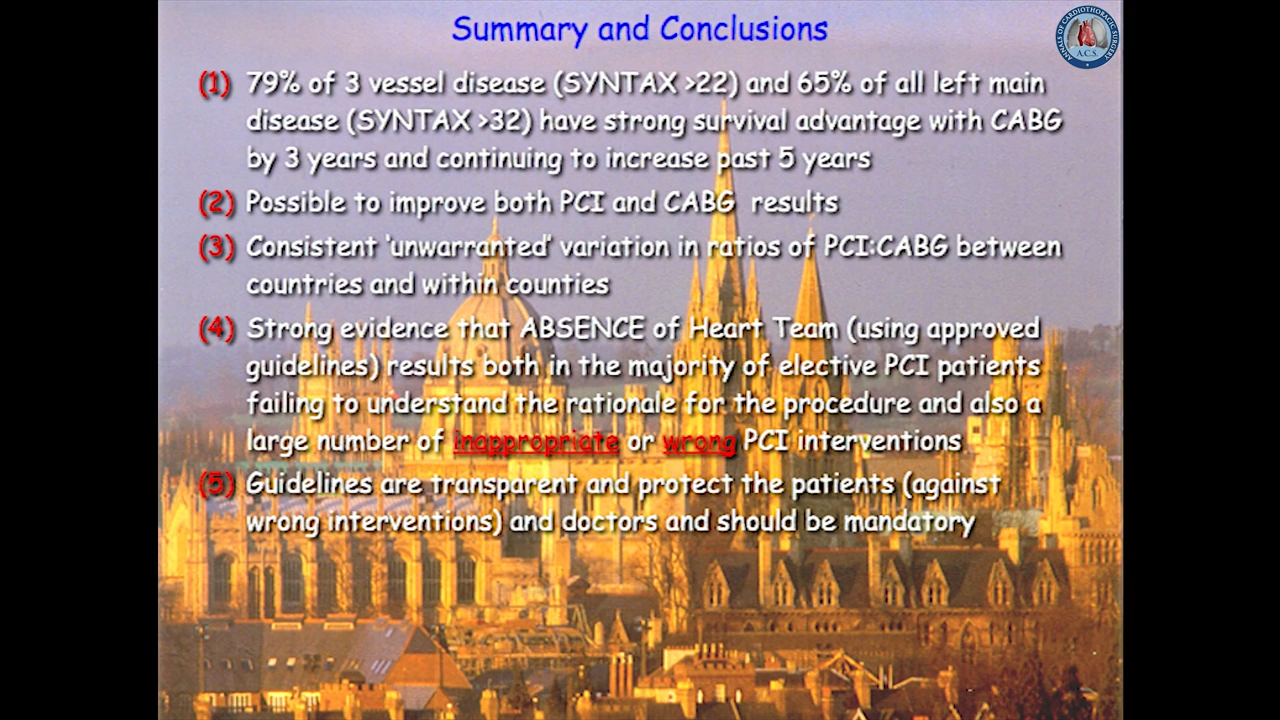 Summary and Conclusions
ANNALS OF CARDIOTHORACIC SURGERY
A.C.S
(1) 79% of 3 vessel disease (SYNTAX >22) and 65% of all left main
disease (SYNTAX >32) have strong survival advantage with CABG
by 3 years and continuing to increase past 5 years
(2) Possible to improve both PCI and CABG results
(3) Consistent 'unwarranted' variation in ratios of PCI:CABG between
countries and within counties
(4) Strong evidence that ABSENCE of Heart Team (using approved
guidelines) results both in the majority of elective PCI patients
failing to understand the rationale for the procedure and also a
large number of inappropriate or wrong PCI interventions
(5) Guidelines are transparent and protect the patients (against
wrong interventions) and doctors and should be mandatory